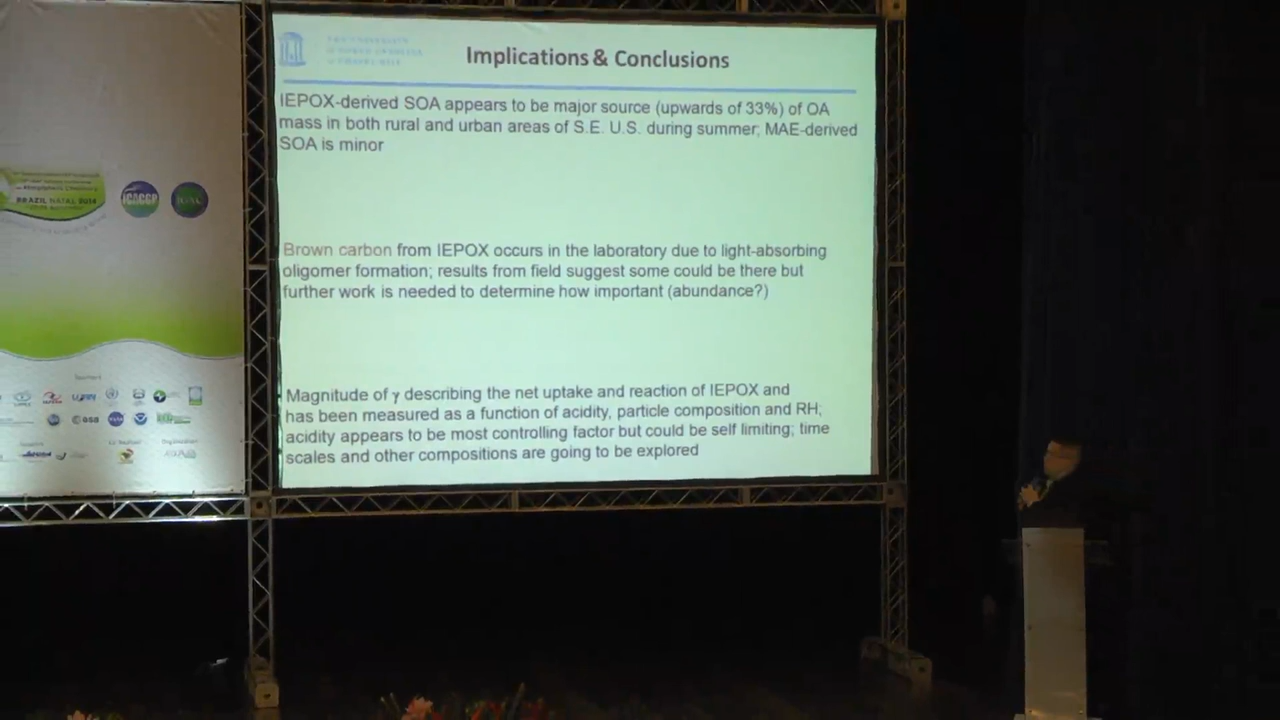 Implications & Conclusions
IEPOX-derived SOA appears to be major source (upwards of 33%) of OA
mass in both rural and urban areas of S.E. U.S. during summer; MAE-derived
SOA is minor
Brown carbon from IEPOX occurs in the laboratory due to light-absorbing
oligomer formation; results from field suggest some could be there but
further work is needed to determine how important (abundance?)
Magnitude of γ describing the net uptake and reaction of IEPOX and
has been measured as a function of acidity, particle composition and RH;
acidity appears to be most controlling factor but could be self limiting; time
scales and other compositions are going to be explored
BRAZIL NATAL 2014
esa